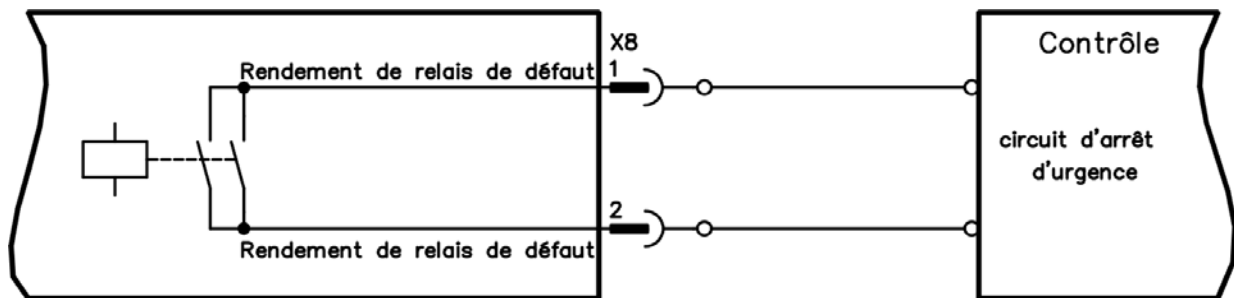 X8
Contrôle
Rendement de relais de défaut 1
circuit d'arrêt
d'urgence
2
Rendement de relais de défaut